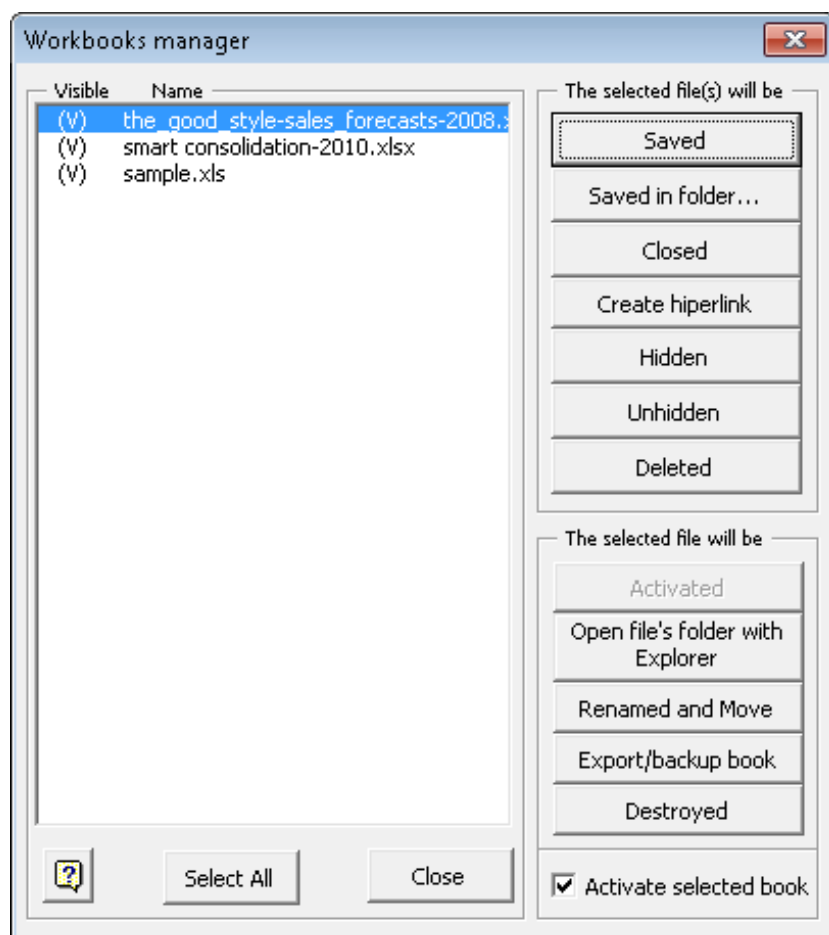 Workbooks manager
Visible Name
(V) the_good_style-sales_forecasts-2008.
(V) smart consolidation-2010.xlsx
(V) sample.xls
Select All
Close
The selected file(s) will be
Saved
Saved in folder...
Closed
Create hiperlink
Hidden
Unhidden
Deleted
The selected file will be
Activated
Open file's folder with
Explorer
Renamed and Move
Export/backup book
Destroyed
Activate selected book